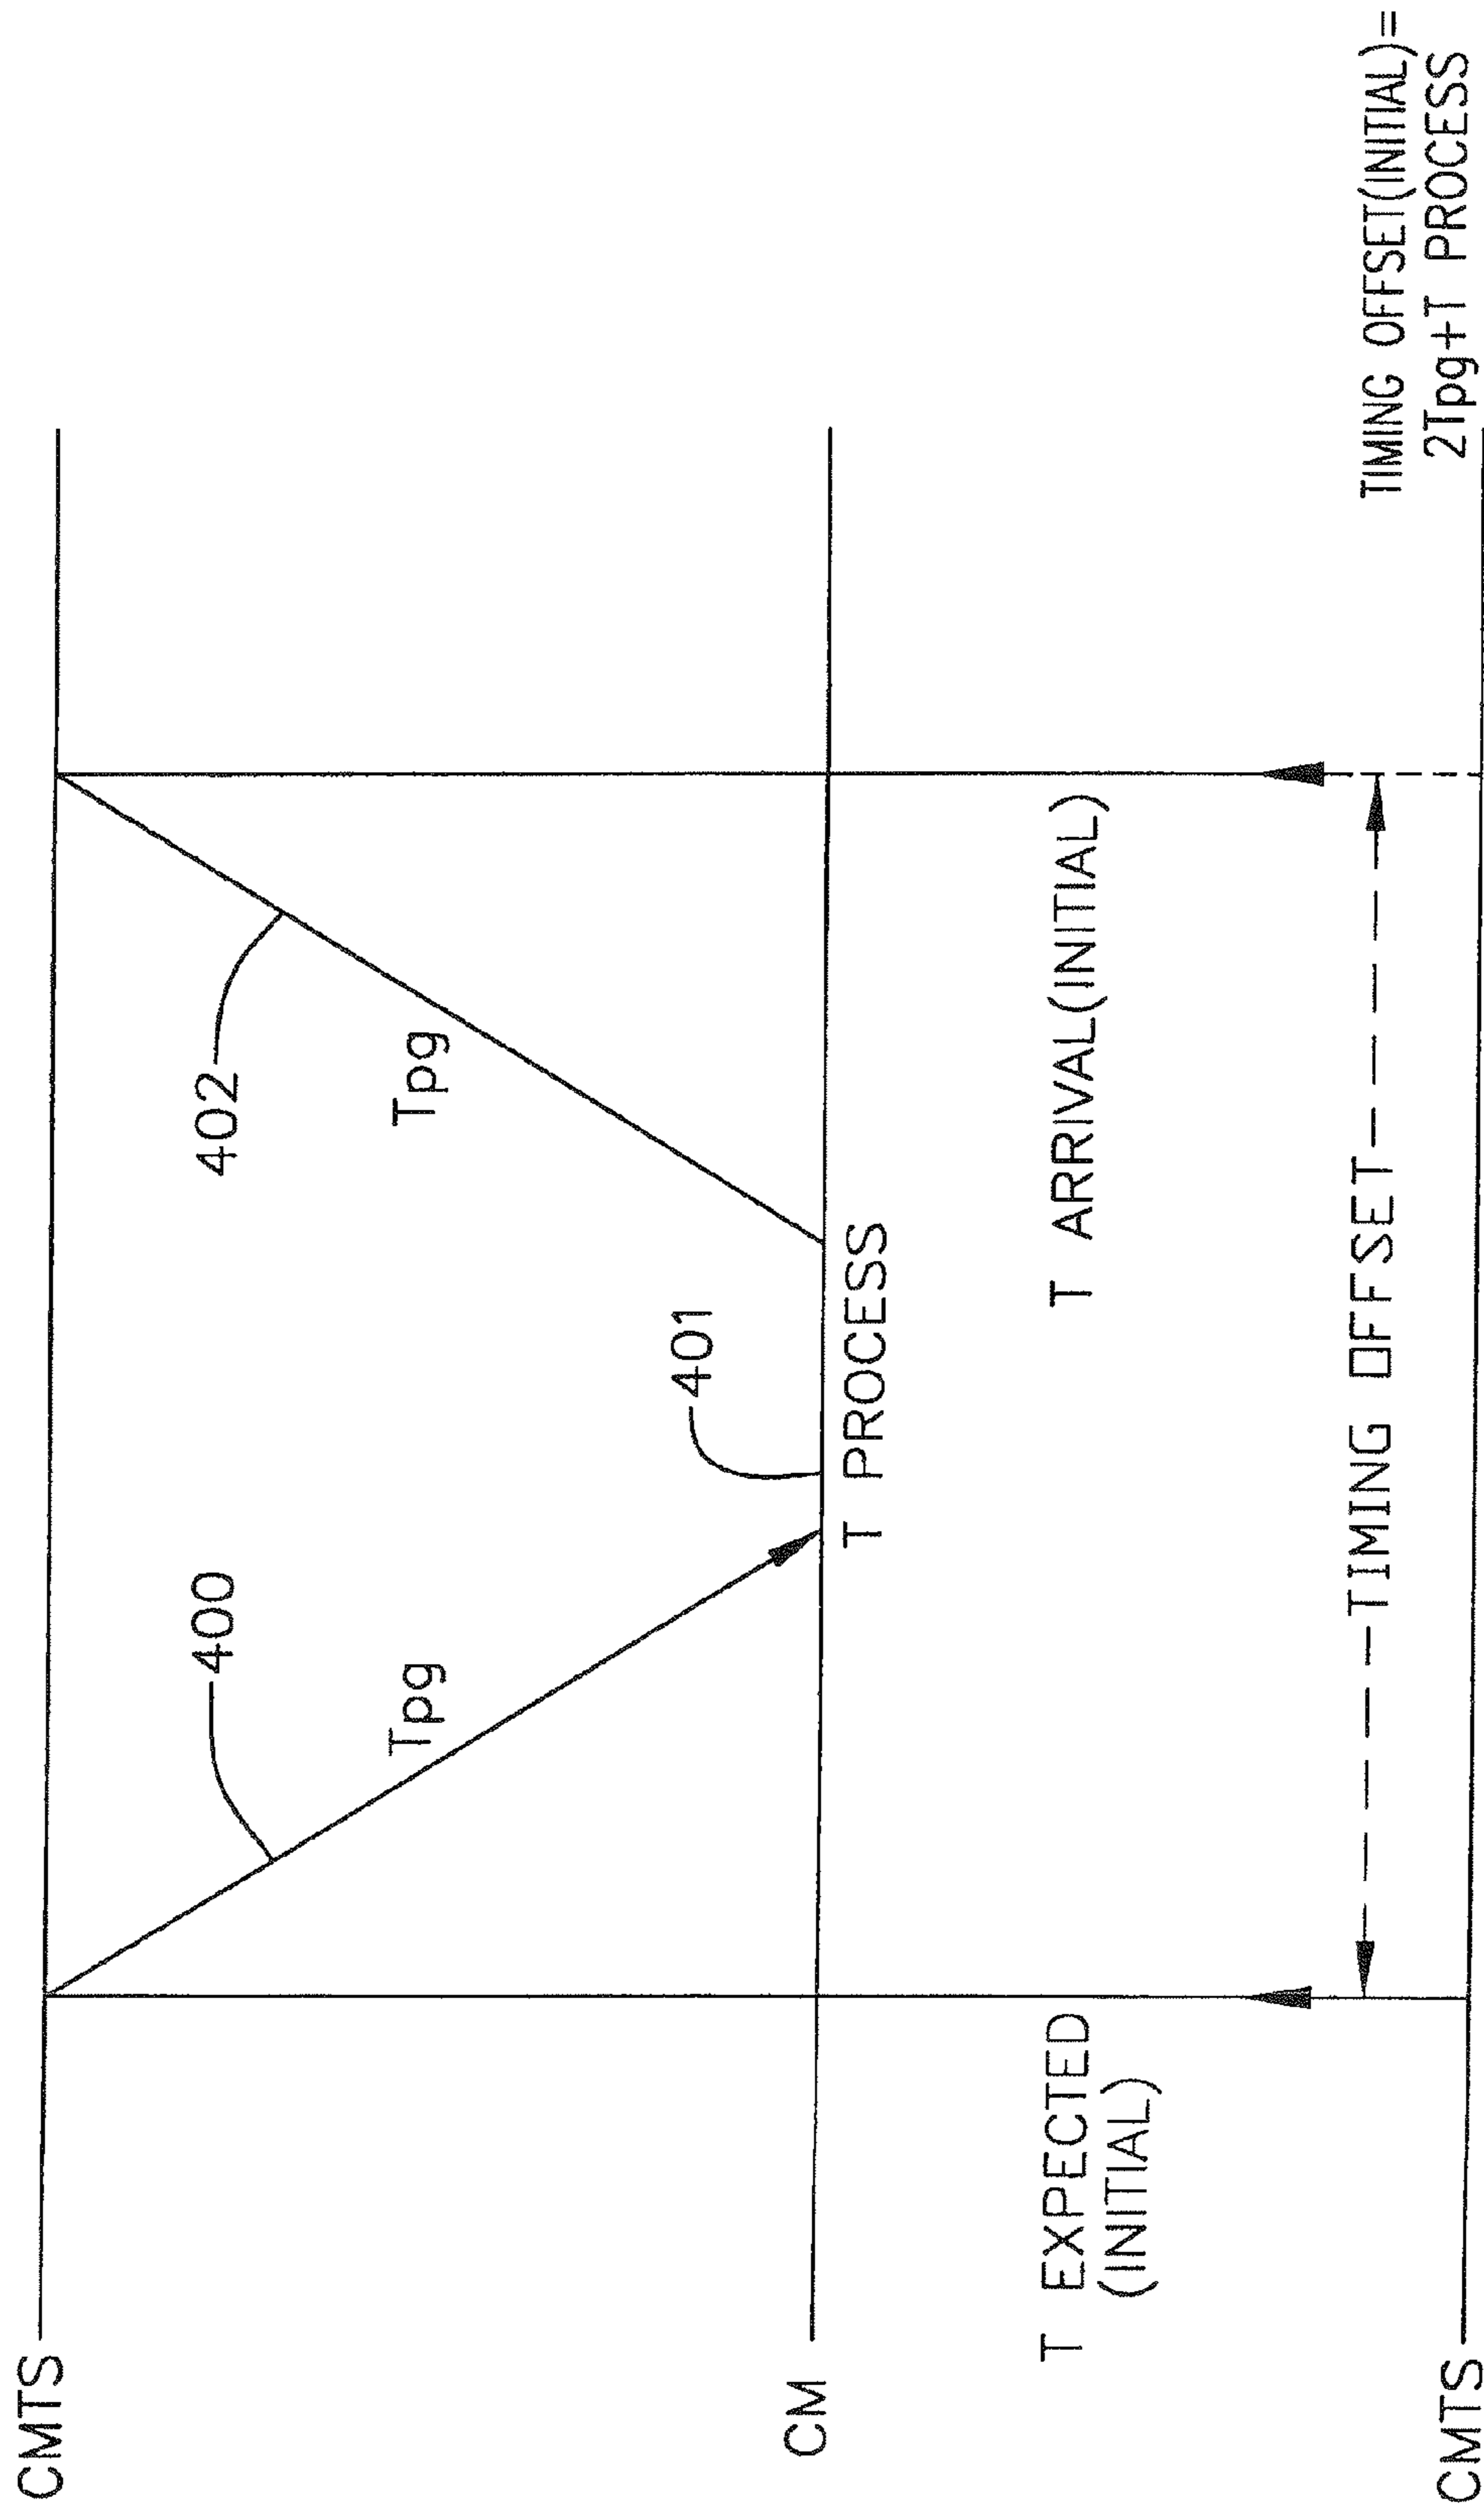 CMTS
400
Tpg
402
Tpg
401
CM
T PROCESS
T EXPECTED
(INITIAL)
T ARRIVAL(INITIAL)
TIMING OFFSET
TIMING OFFSET(INITIAL)=
2Tpg+T PROCESS
CMTS